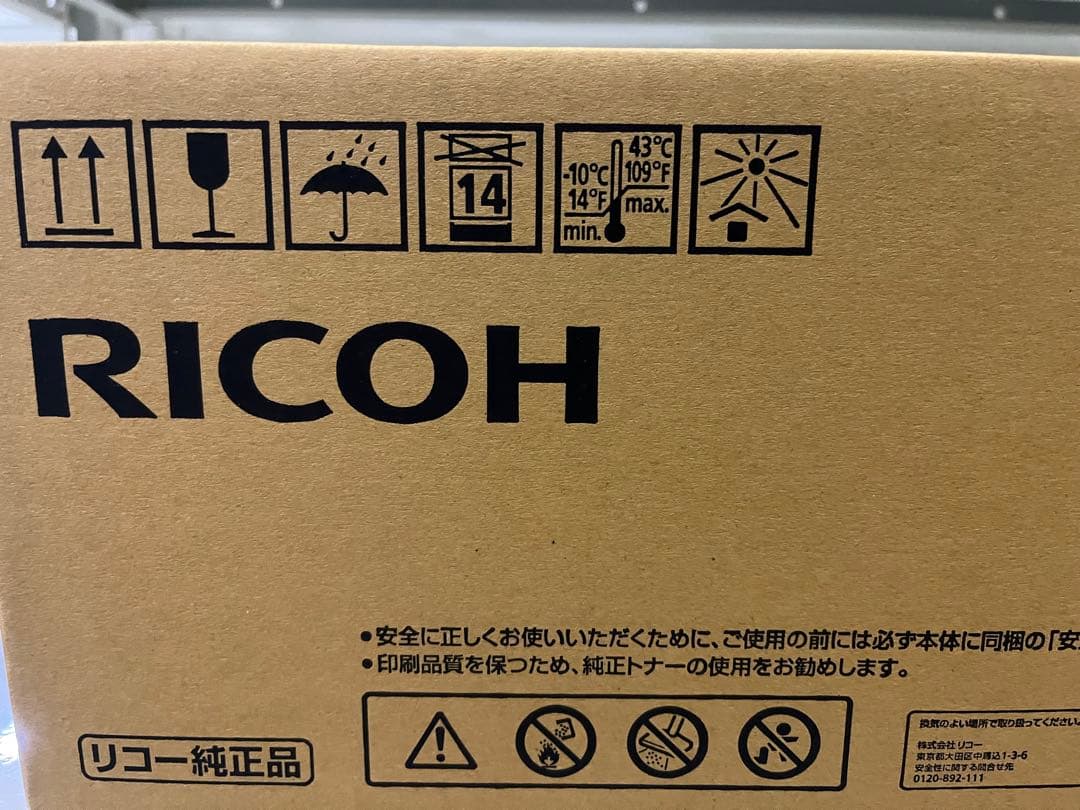 14
-10°C
14°F
min.
43°C
109°F
max.
RICOH
•安全に正しくお使いいただくために、ご使用の前には必ず本体に同梱の「安
•印刷品質を保つため、純正トナーの使用をお勧めします。
リコー純正品
換気のよい場所で取り扱ってください。
株式会社リコー
東京都大田区中馬込1-3-6
安全性に関する問合せ先
0120-892-111